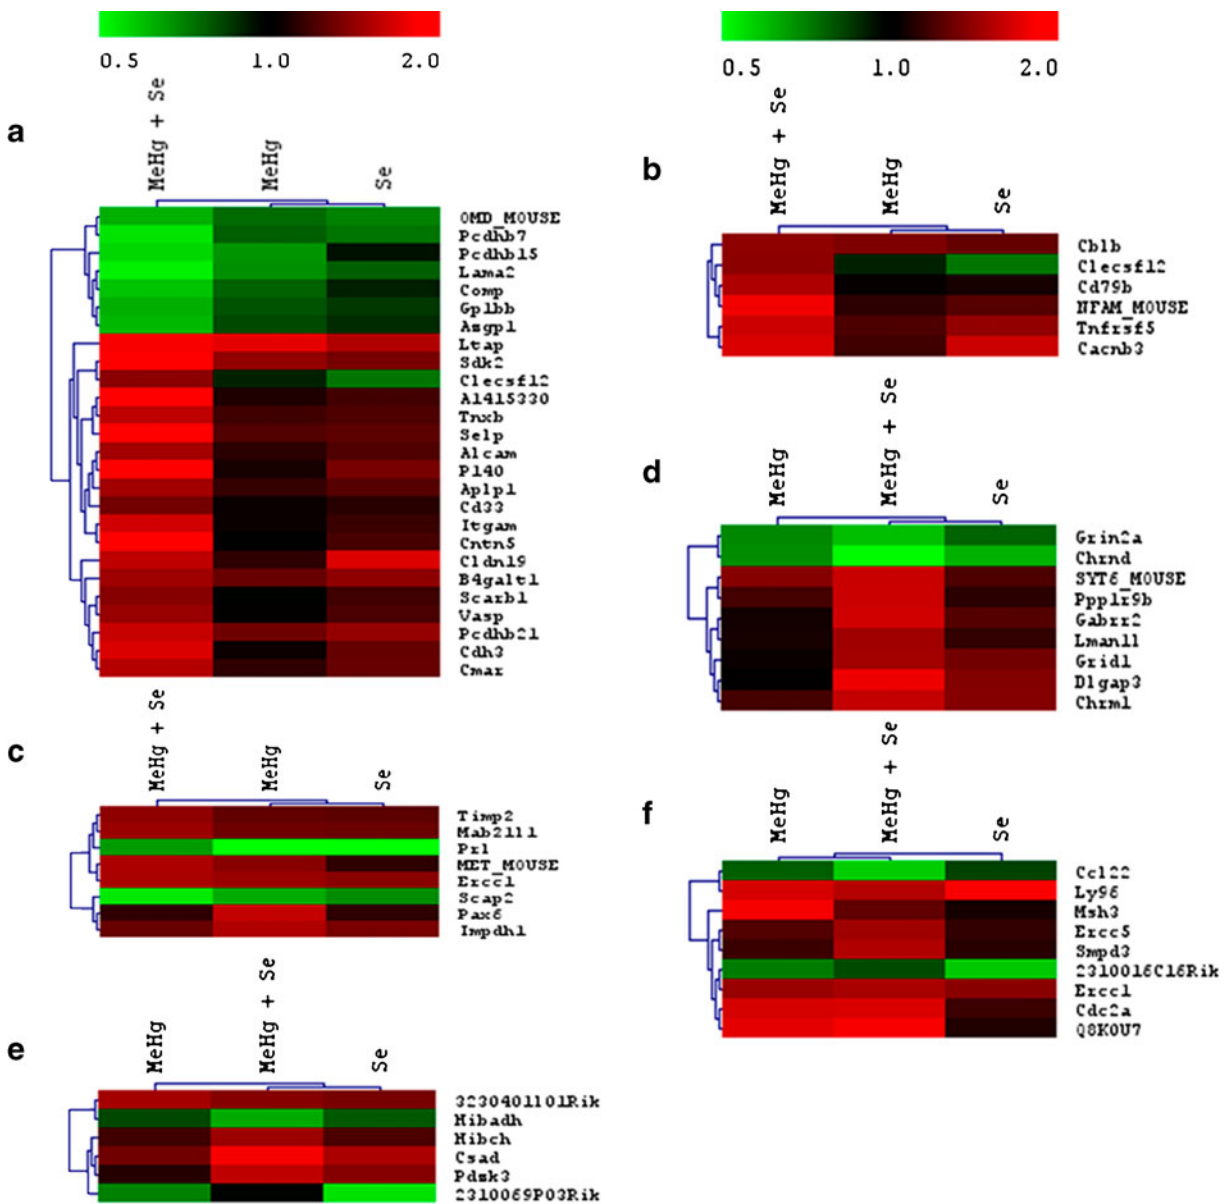 0.5 1.0 2.0
0.5 1.0 2.0
a
MeHg + Se
MeHg
Se
OMD_MOUSE
Pcdhb7
Pcdhb15
Lama2
Comp
Gp1bb
Asgp1
Ltap
Sdk2
Clecsf12
A1415330
Tnxb
Selp
Alcam
P140
Aplp1
Cd33
Itgam
Cntn5
Cldn19
B4galt1
Scarb1
Vasp
Pcdhb21
Cdh3
Cmar
b
MeHg + Se
MeHg
Se
Cblb
Clecsf12
Cd79b
NFAM_MOUSE
Tnfrsf5
Cacnb3
c
MeHg + Se
MeHg
Se
Timp2
Mab21l1
Prl
MET_MOUSE
Ercc1
Scap2
Pax6
Impdh1
d
MeHg
MeHg + Se
Se
Grin2a
Chrnd
SYT6_MOUSE
Ppp1r9b
Gabrr2
Lman1l
Grid1
Dlgap3
Chrm1
e
MeHg
MeHg + Se
Se
3230401I01Rik
Hibadh
Hibch
Csad
Pdsk3
2310069P03Rik
f
MeHg
MeHg + Se
Se
Ccl22
Ly96
Msh3
Ercc5
Smpd3
2310016C16Rik
Ercc1
Cdc2a
Q8K0U7